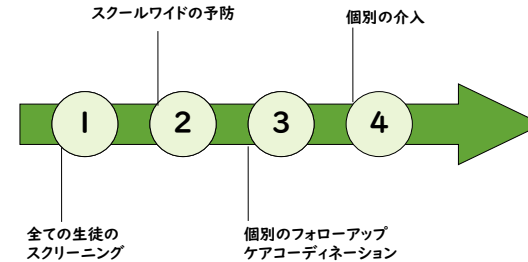 スクールワイドの予防
個別の介入
1
2
3
4
全ての生徒の
スクリーニング
個別のフォローアップ
ケアコーディネーション